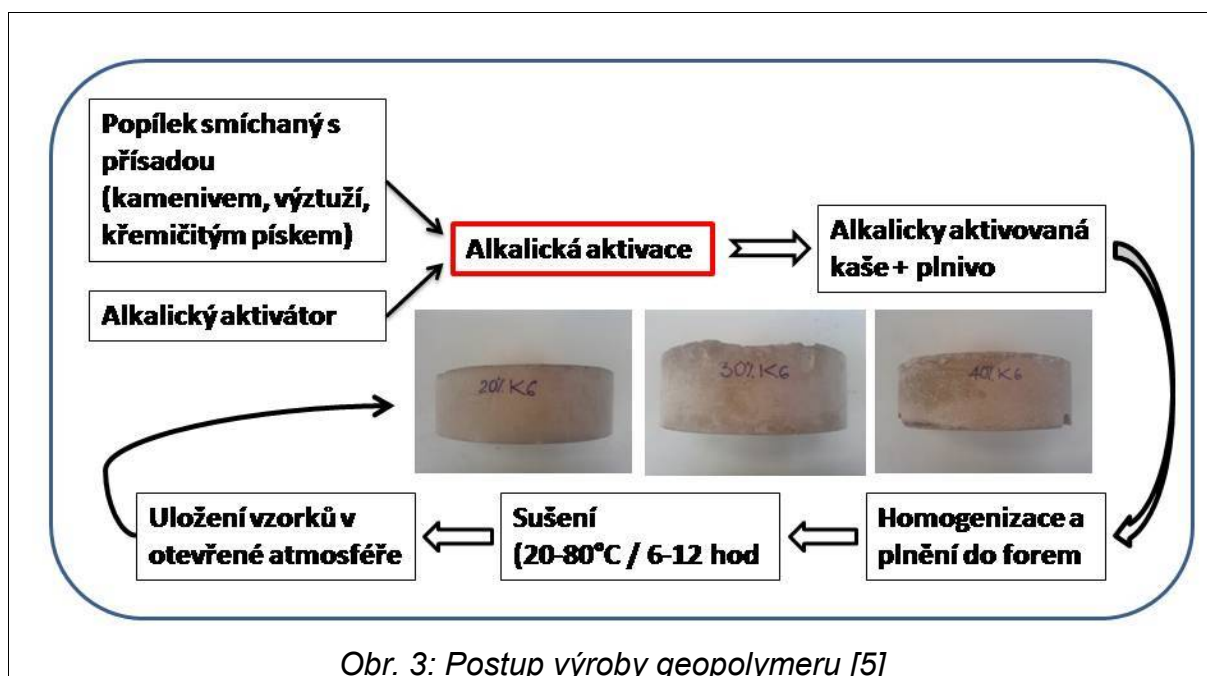 Popílek smíchaný s
přísadou
(kamenivem, výztuží,
křemičitým pískem)
Alkalický aktivátor
Alkalická aktivace
Alkalicky aktivovaná
kaše + plnivo
20% K6
30% K6
40% K6
Uložení vzorků v
otevřené atmosféře
Sušení
(20-80°C / 6-12 hod
Homogenizace a
plnění do forem
Obr. 3: Postup výroby geopolymeru [5]